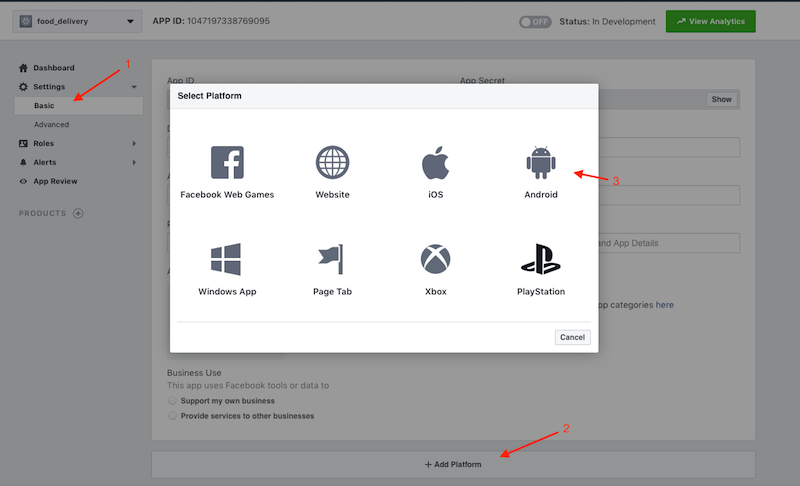 food_delivery
APP ID: 1047197338769095
OFF
Status: In Development
View Analytics
Dashboard
1
Settings
Basic
Advanced
Roles
Alerts
App Review
PRODUCTS
App ID
App Secret
Show
Select Platform
Facebook Web Games
Website
iOS
Android
3
Windows App
Page Tab
Xbox
PlayStation
and App Details
categories here
Cancel
Business Use
This app uses Facebook tools or data to
Support my own business
Provide services to other businesses
2
+ Add Platform